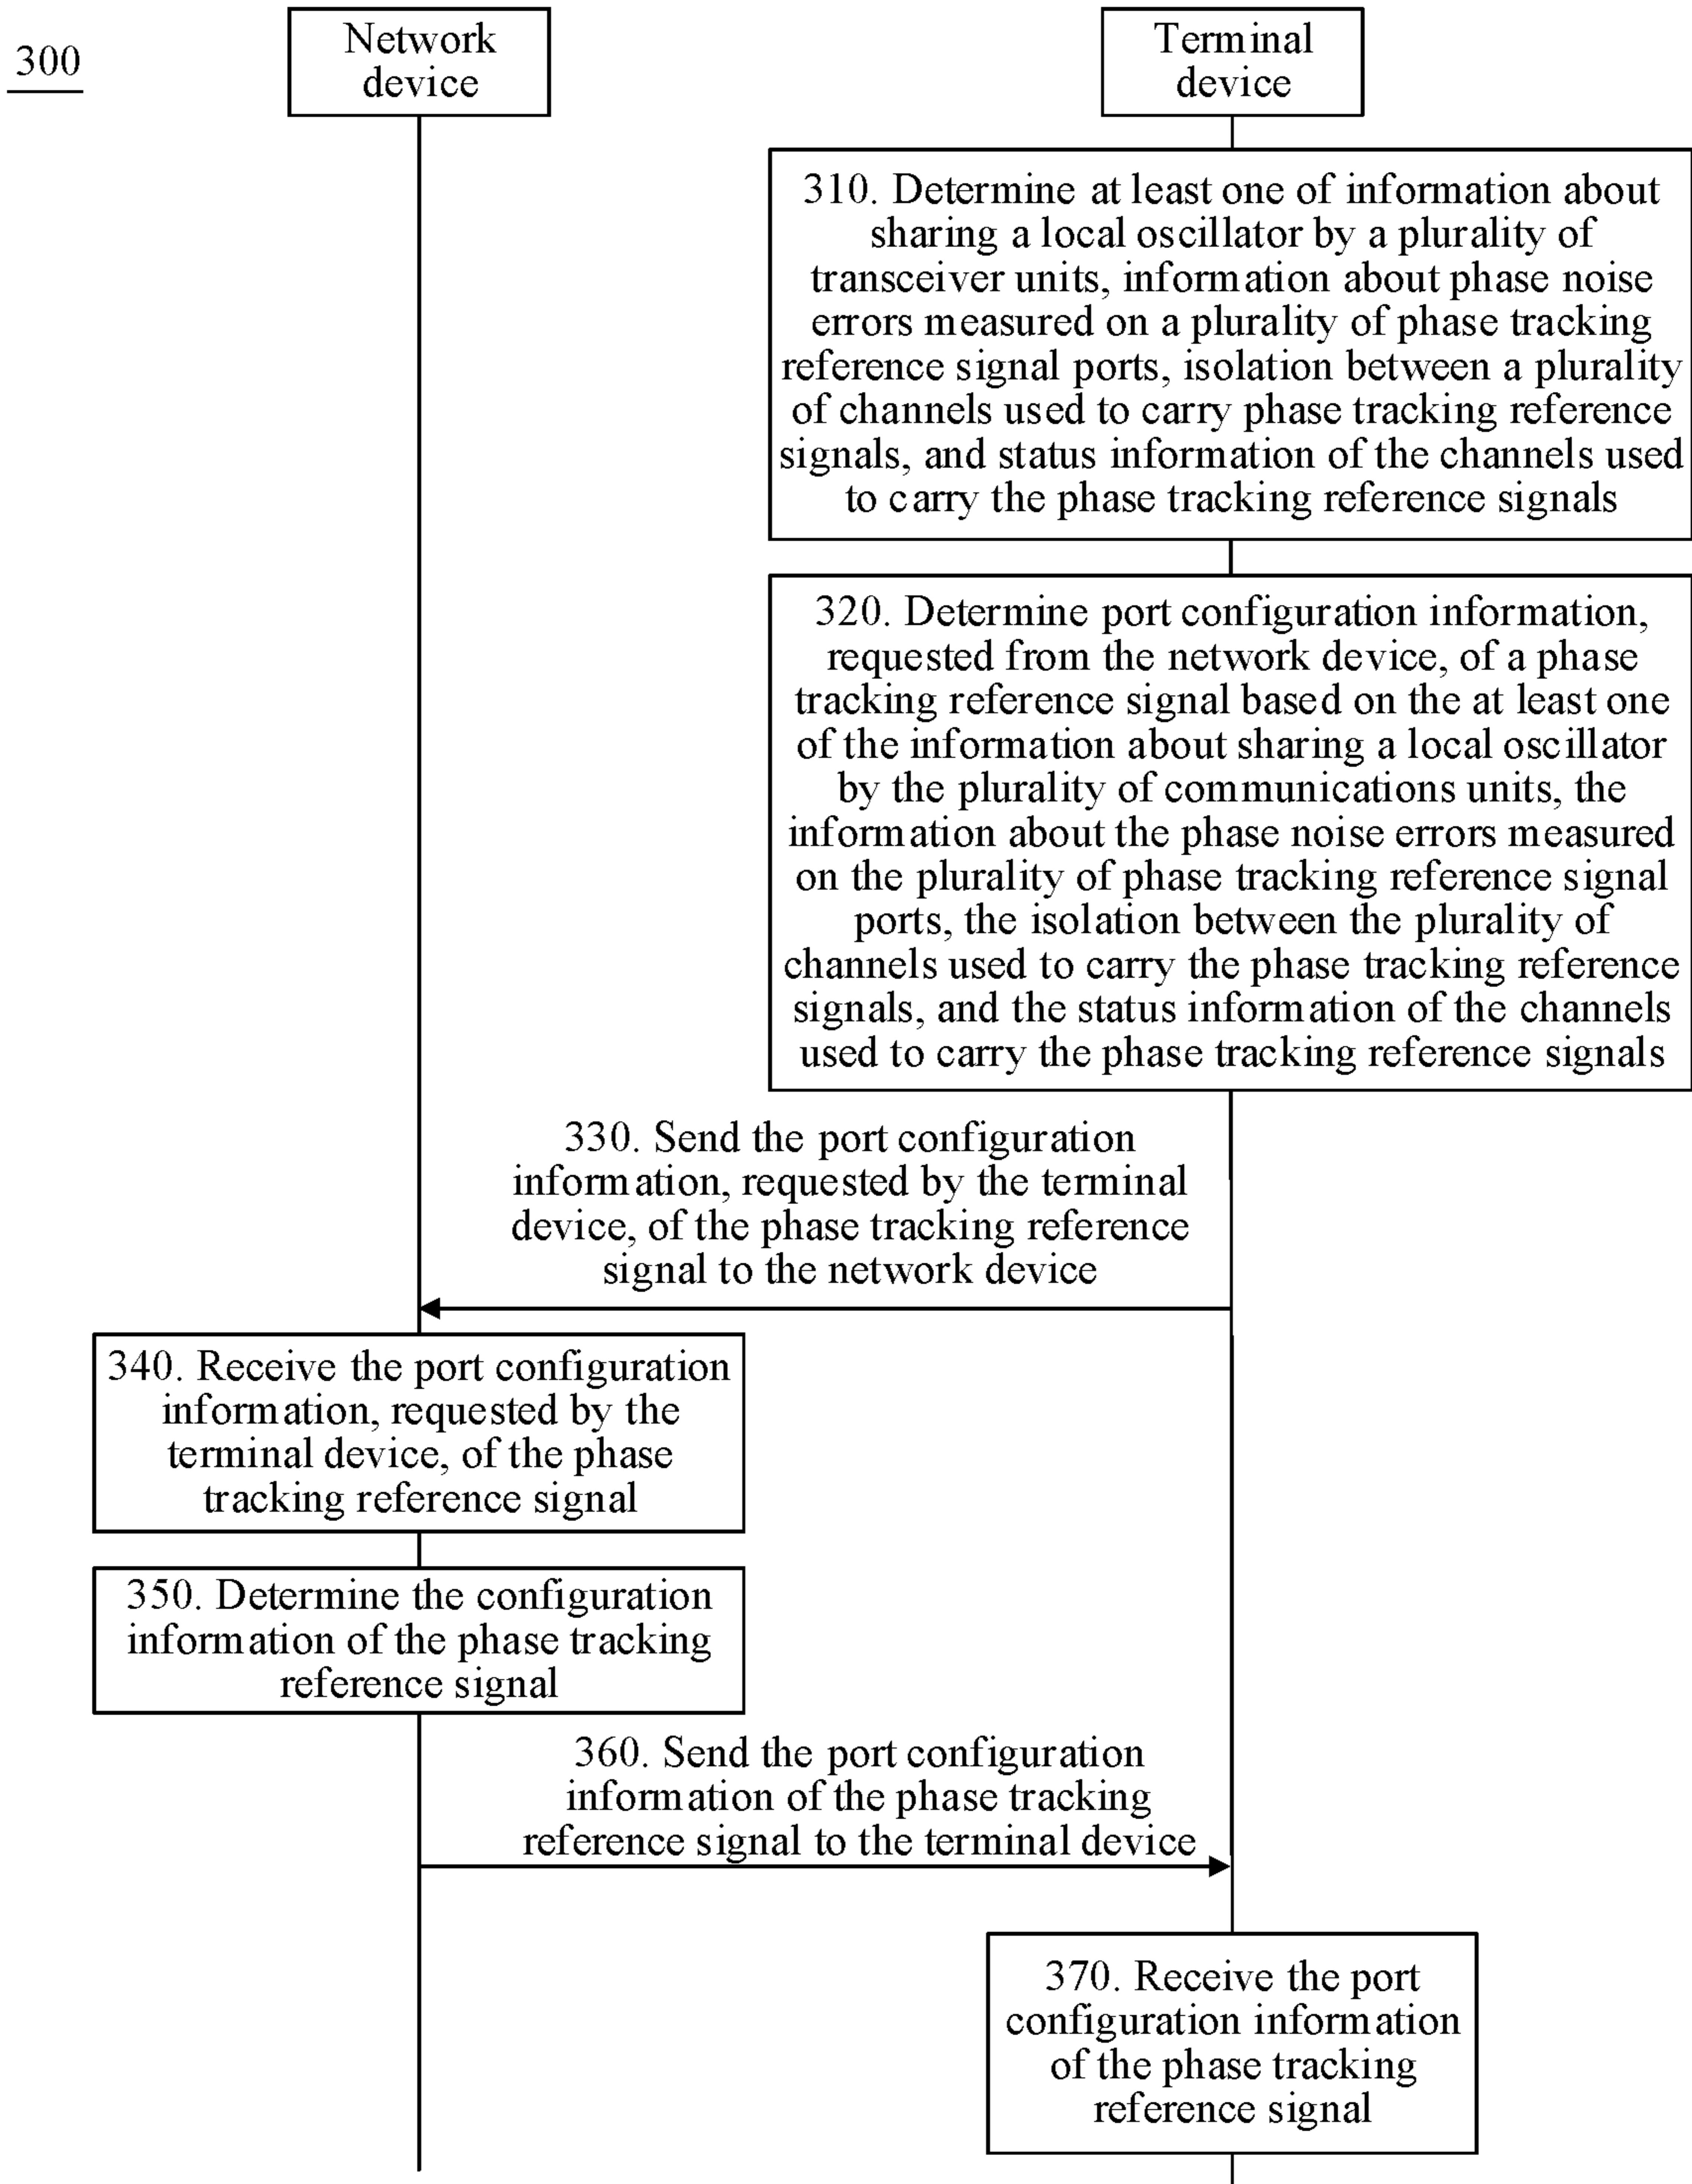 300
Network
device
Terminal
device
310. Determine at least one of information about
sharing a local oscillator by a plurality of
transceiver units, information about phase noise
errors measured on a plurality of phase tracking
reference signal ports, isolation between a plurality
of channels used to carry phase tracking reference
signals, and status information of the channels used
to carry the phase tracking reference signals
320. Determine port configuration information,
requested from the network device, of a phase
tracking reference signal based on the at least one
of the information about sharing a local oscillator
by the plurality of communications units, the
information about the phase noise errors measured
on the plurality of phase tracking reference signal
ports, the isolation between the plurality of
channels used to carry the phase tracking reference
signals, and the status information of the channels
used to carry the phase tracking reference signals
330. Send the port configuration
information, requested by the terminal
device, of the phase tracking reference
signal to the network device
340. Receive the port configuration
information, requested by the
terminal device, of the phase
tracking reference signal
350. Determine the configuration
information of the phase tracking
reference signal
360. Send the port configuration
information of the phase tracking
reference signal to the terminal device
370. Receive the port
configuration information
of the phase tracking
reference signal